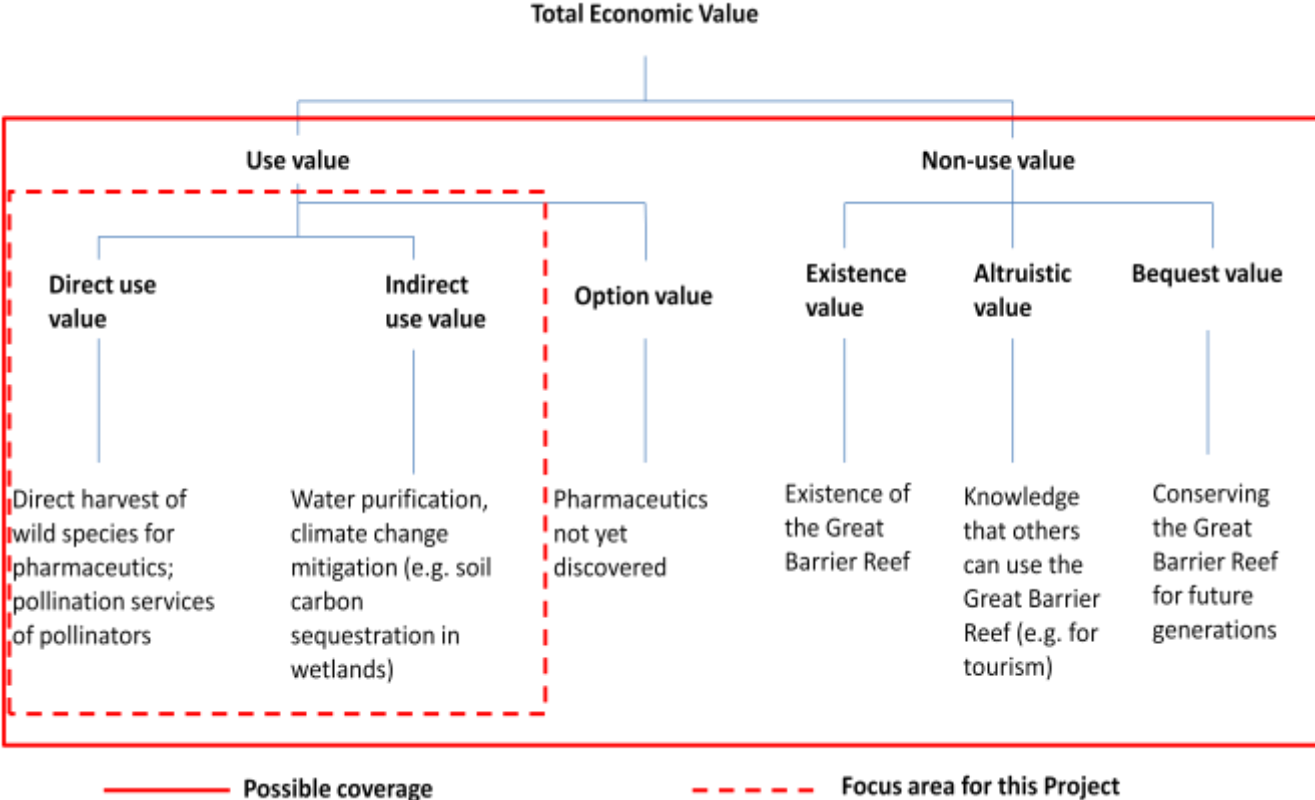 Total Economic Value
Use value
Non-use value
Direct use
value
Indirect
use value
Option value
Existence
value
Altruistic
value
Bequest value
Direct harvest of
wild species for
pharmaceutics;
pollination services
of pollinators
Water purification,
climate change
mitigation (e.g. soil
carbon
sequestration in
wetlands)
Pharmaceutics
not yet
discovered
Existence of
the Great
Barrier Reef
Knowledge
that others
can use the
Great Barrier
Reef (e.g. for
tourism)
Conserving
the Great
Barrier Reef
for future
generations
Possible coverage
Focus area for this Project